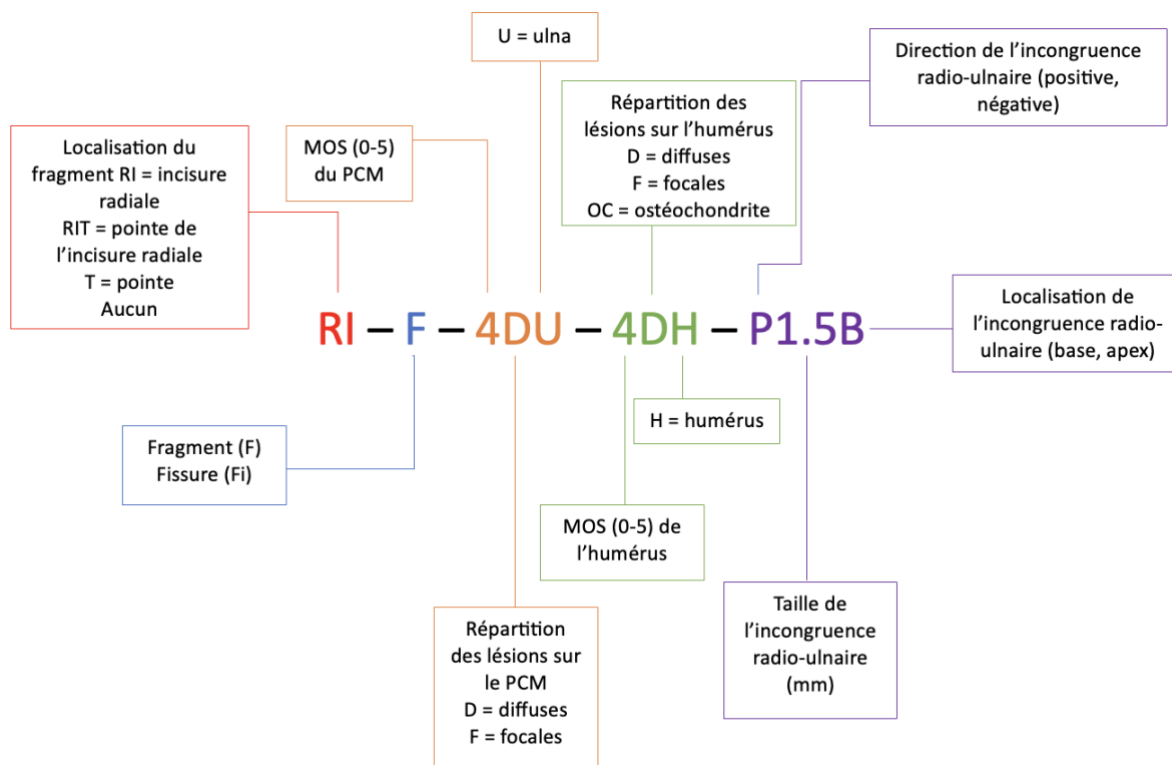 U = ulna
Direction de l’incongruence
radio-ulnaire (positive,
négative)
Répartition des
lésions sur l’humérus
D = diffuses
F = focales
OC = ostéochondrite
Localisation du
fragment RI = incisure
radiale
RIT = pointe de
l’incisure radiale
T = pointe
Aucun
MOS (0-5)
du PCM
Localisation de
l’incongruence radio-
ulnaire (base, apex)
RI – F – 4DU – 4DH – P1.5B
H = humérus
Fragment (F)
Fissure (Fi)
MOS (0-5) de
l’humérus
Taille de
l’incongruence
radio-ulnaire
(mm)
Répartition
des lésions sur
le PCM
D = diffuses
F = focales